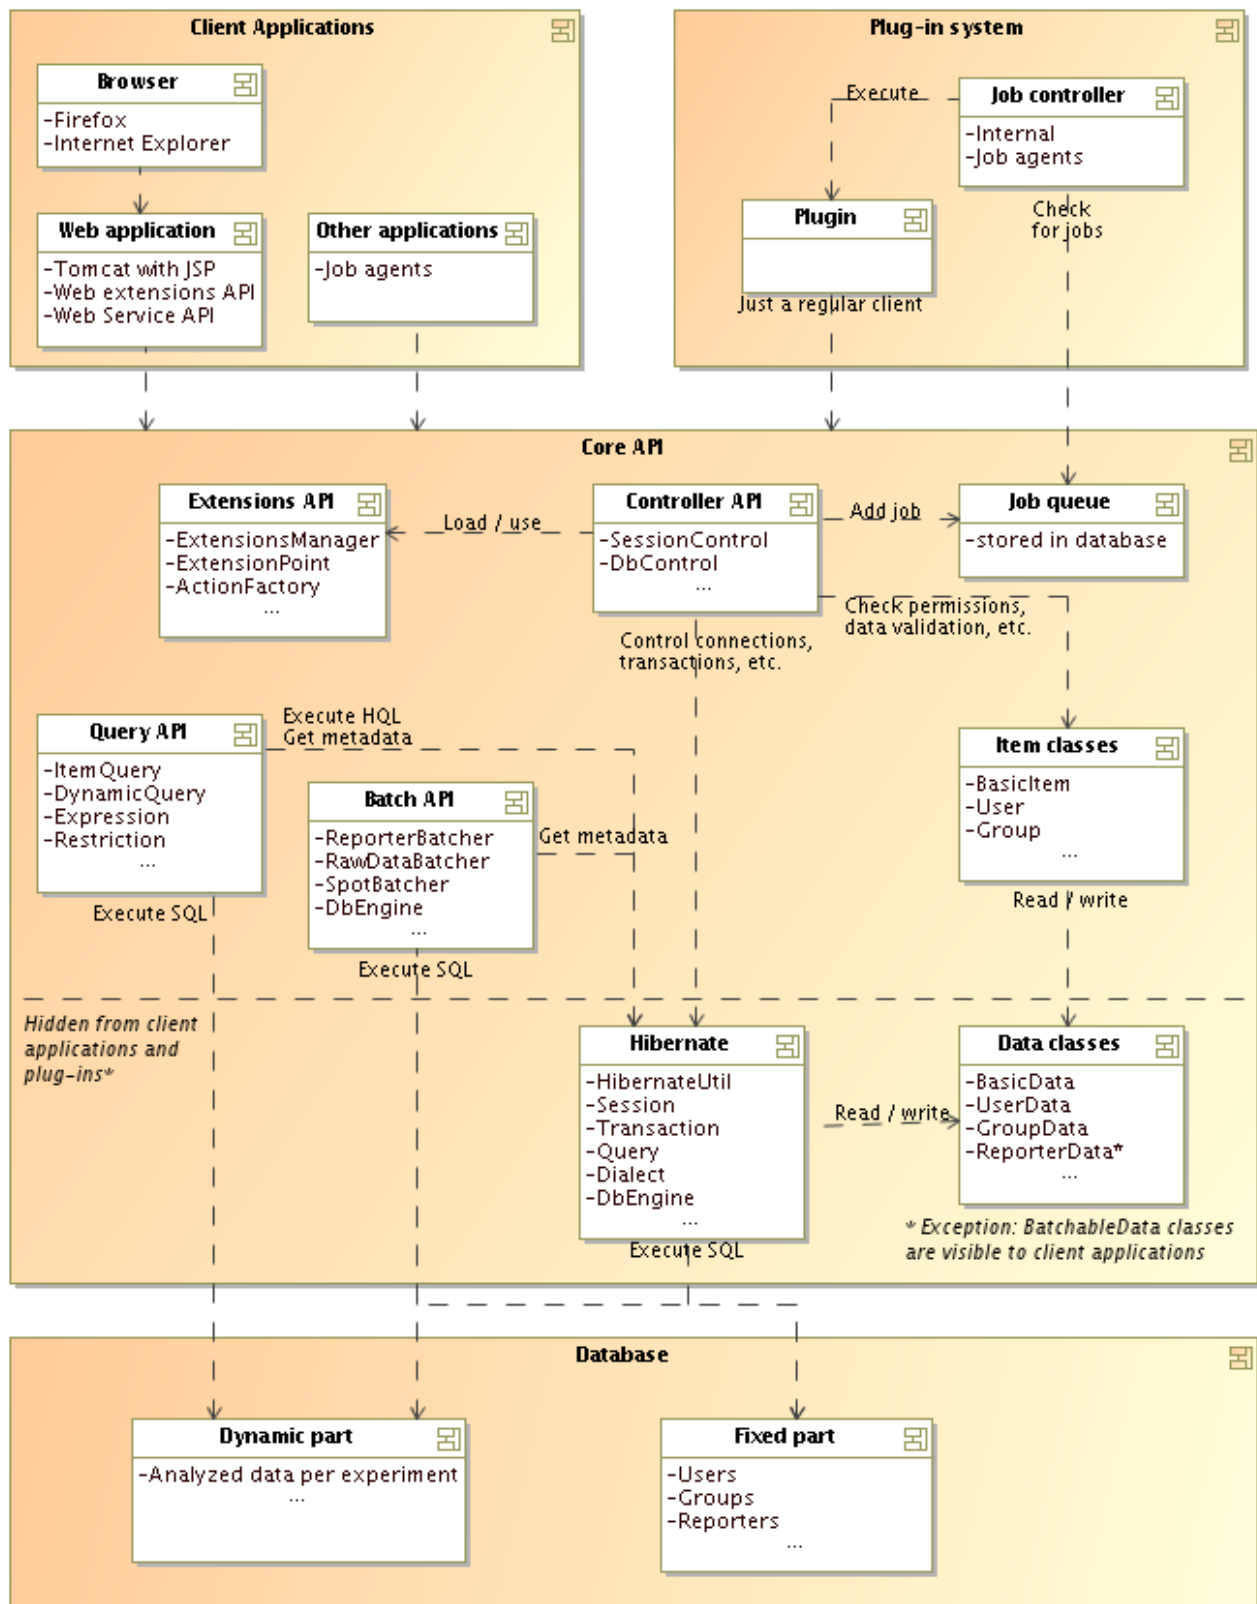 Client Applications
Browser
-Firefox
-Internet Explorer
Web application
-Tomcat with JSP
-Web extensions API
-Web Service API
Other applications
-Job agents
Plug-in system
Execute
Job controller
-Internal
-Job agents
Plugin
Just a regular client
Check
for jobs
Core API
Extensions API
-ExtensionsManager
-ExtensionPoint
-ActionFactory
...
Load / use
Controller API
-SessionControl
-DbControl
...
Add job
Job queue
-stored in database
Check permissions,
data validation, etc.
Control connections,
transactions, etc.
Query API
-ItemQuery
-DynamicQuery
-Expression
-Restriction
...
Execute HQL
Get metadata
Execute SQL
Batch API
-ReporterBatcher
-RawDataBatcher
-SpotBatcher
-DbEngine
...
Get metadata
Execute SQL
Item classes
-BasicItem
-User
-Group
...
Read / write
Hidden from client
applications and
plug-ins*
Hibernate
-HibernateUtil
-Session
-Transaction
-Query
-Dialect
-DbEngine
...
Execute SQL
Read / write
Data classes
-BasicData
-UserData
-GroupData
-ReporterData*
...
* Exception: BatchableData classes
are visible to client applications
Database
Dynamic part
-Analyzed data per experiment
...
Fixed part
-Users
-Groups
-Reporters
...